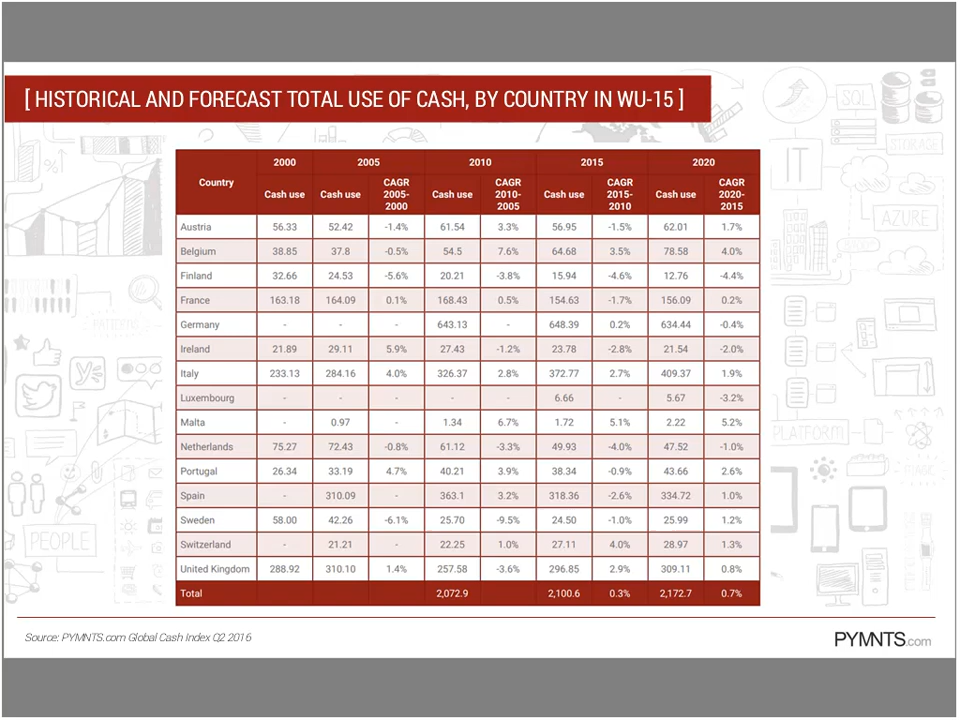 [ HISTORICAL AND FORECAST TOTAL USE OF CASH, BY COUNTRY IN WU-15 ]
2000 2005 2010 2015 2020
Country Cash use Cash use CAGR 2005-2000 Cash use CAGR 2010-2005 Cash use CAGR 2015-2010 Cash use CAGR 2020-2015
Austria 56.33 52.42 -1.4% 61.54 3.3% 56.95 -1.5% 62.01 1.7%
Belgium 38.85 37.8 -0.5% 54.5 7.6% 64.68 3.5% 78.58 4.0%
Finland 32.66 24.53 -5.6% 20.21 -3.8% 15.94 -4.6% 12.76 -4.4%
France 163.18 164.09 0.1% 168.43 0.5% 154.63 -1.7% 156.09 0.2%
Germany - - - 643.13 - 648.39 0.2% 634.44 -0.4%
Ireland 21.89 29.11 5.9% 27.43 -1.2% 23.78 -2.8% 21.54 -2.0%
Italy 233.13 284.16 4.0% 326.37 2.8% 372.77 2.7% 409.37 1.9%
Luxembourg - - - - - 6.66 - 5.67 -3.2%
Malta - 0.97 - 1.34 6.7% 1.72 5.1% 2.22 5.2%
Netherlands 75.27 72.43 -0.8% 61.12 -3.3% 49.93 -4.0% 47.52 -1.0%
Portugal 26.34 33.19 4.7% 40.21 3.9% 38.34 -0.9% 43.66 2.6%
Spain - 310.09 - 363.1 3.2% 318.36 -2.6% 334.72 1.0%
Sweden 58.00 42.26 -6.1% 25.70 -9.5% 24.50 -1.0% 25.99 1.2%
Switzerland - 21.21 - 22.25 1.0% 27.11 4.0% 28.97 1.3%
United Kingdom 288.92 310.10 1.4% 257.58 -3.6% 296.85 2.9% 309.11 0.8%
Total 2,072.9 2,100.6 0.3% 2,172.7 0.7%
SQL
STORAGE
IT
AZURE
PLATFORM
PEOPLE
Source: PYMNTS.com Global Cash Index Q2 2016
PYMNTS.com